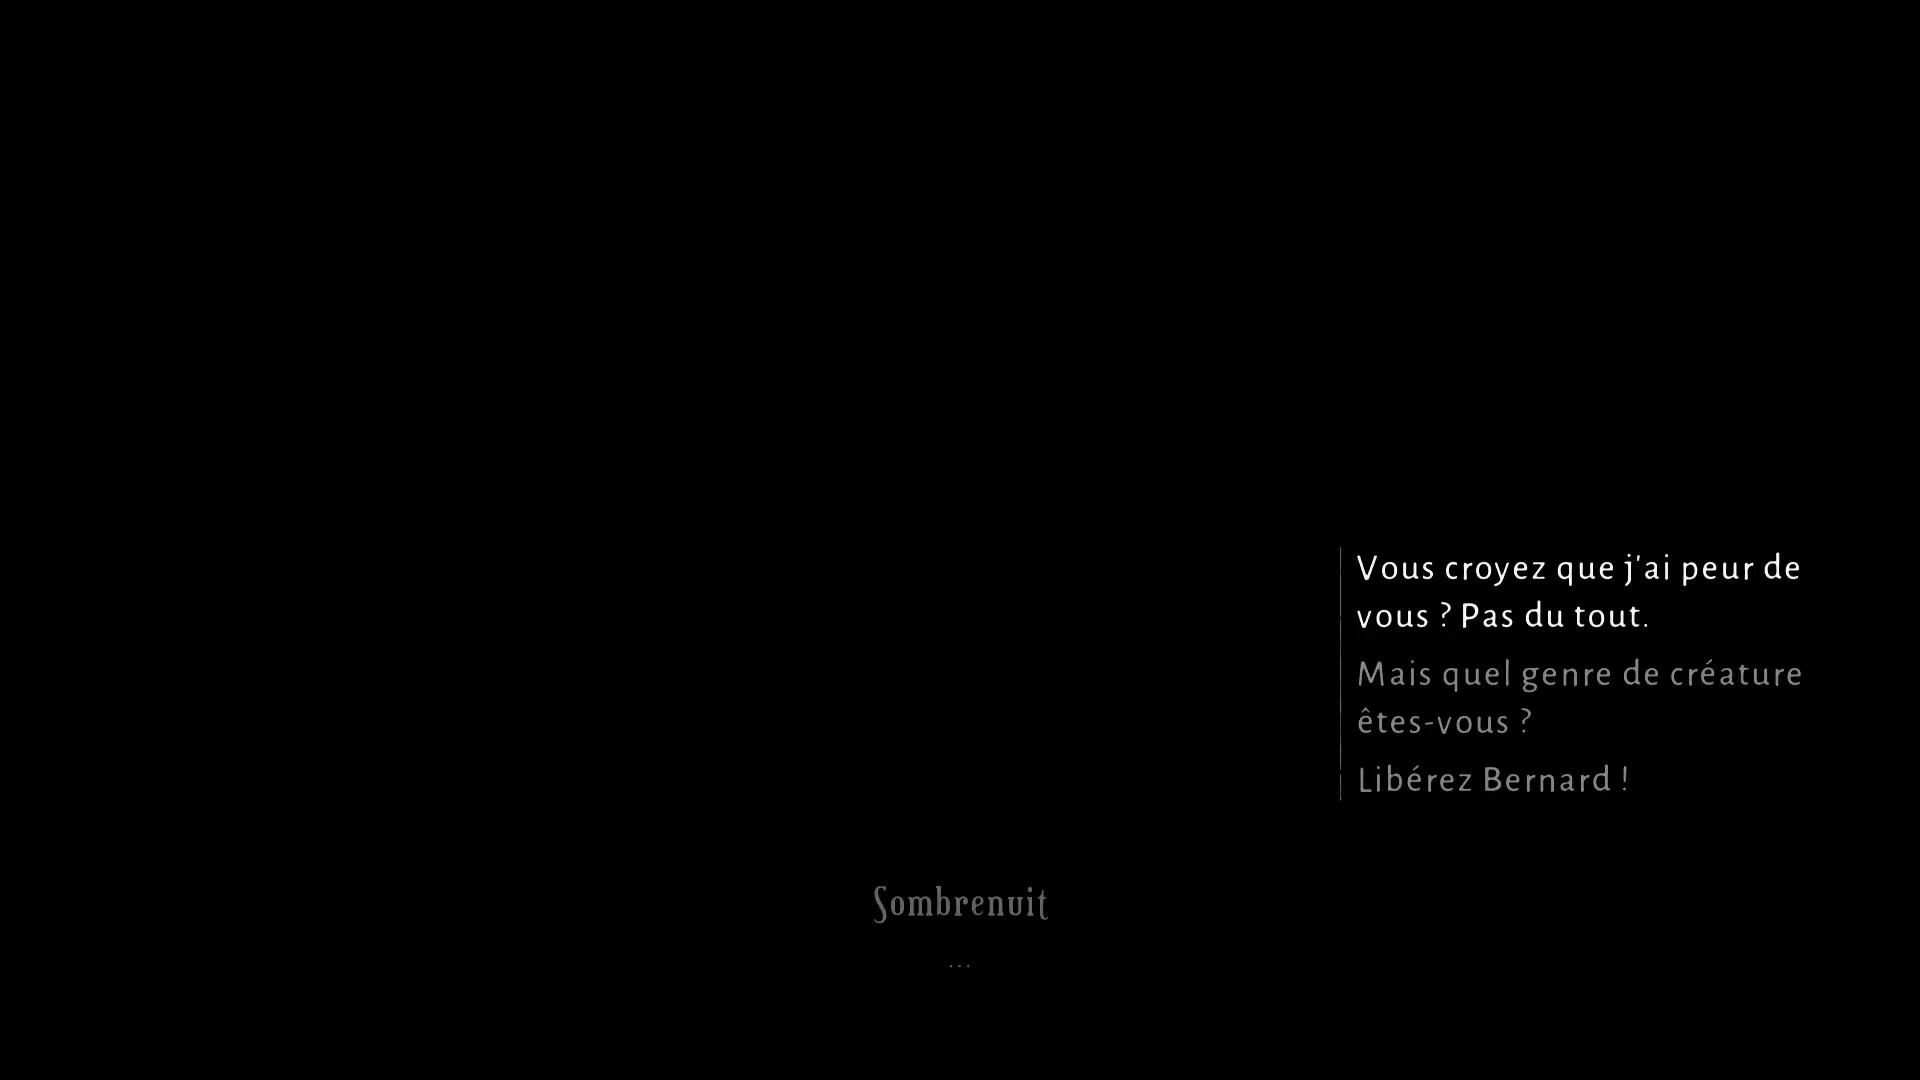 Vous croyez que j'ai peur de
vous ? Pas du tout.
Mais quel genre de créature
êtes-vous ?
Libérez Bernard !
Sombrenuit
...